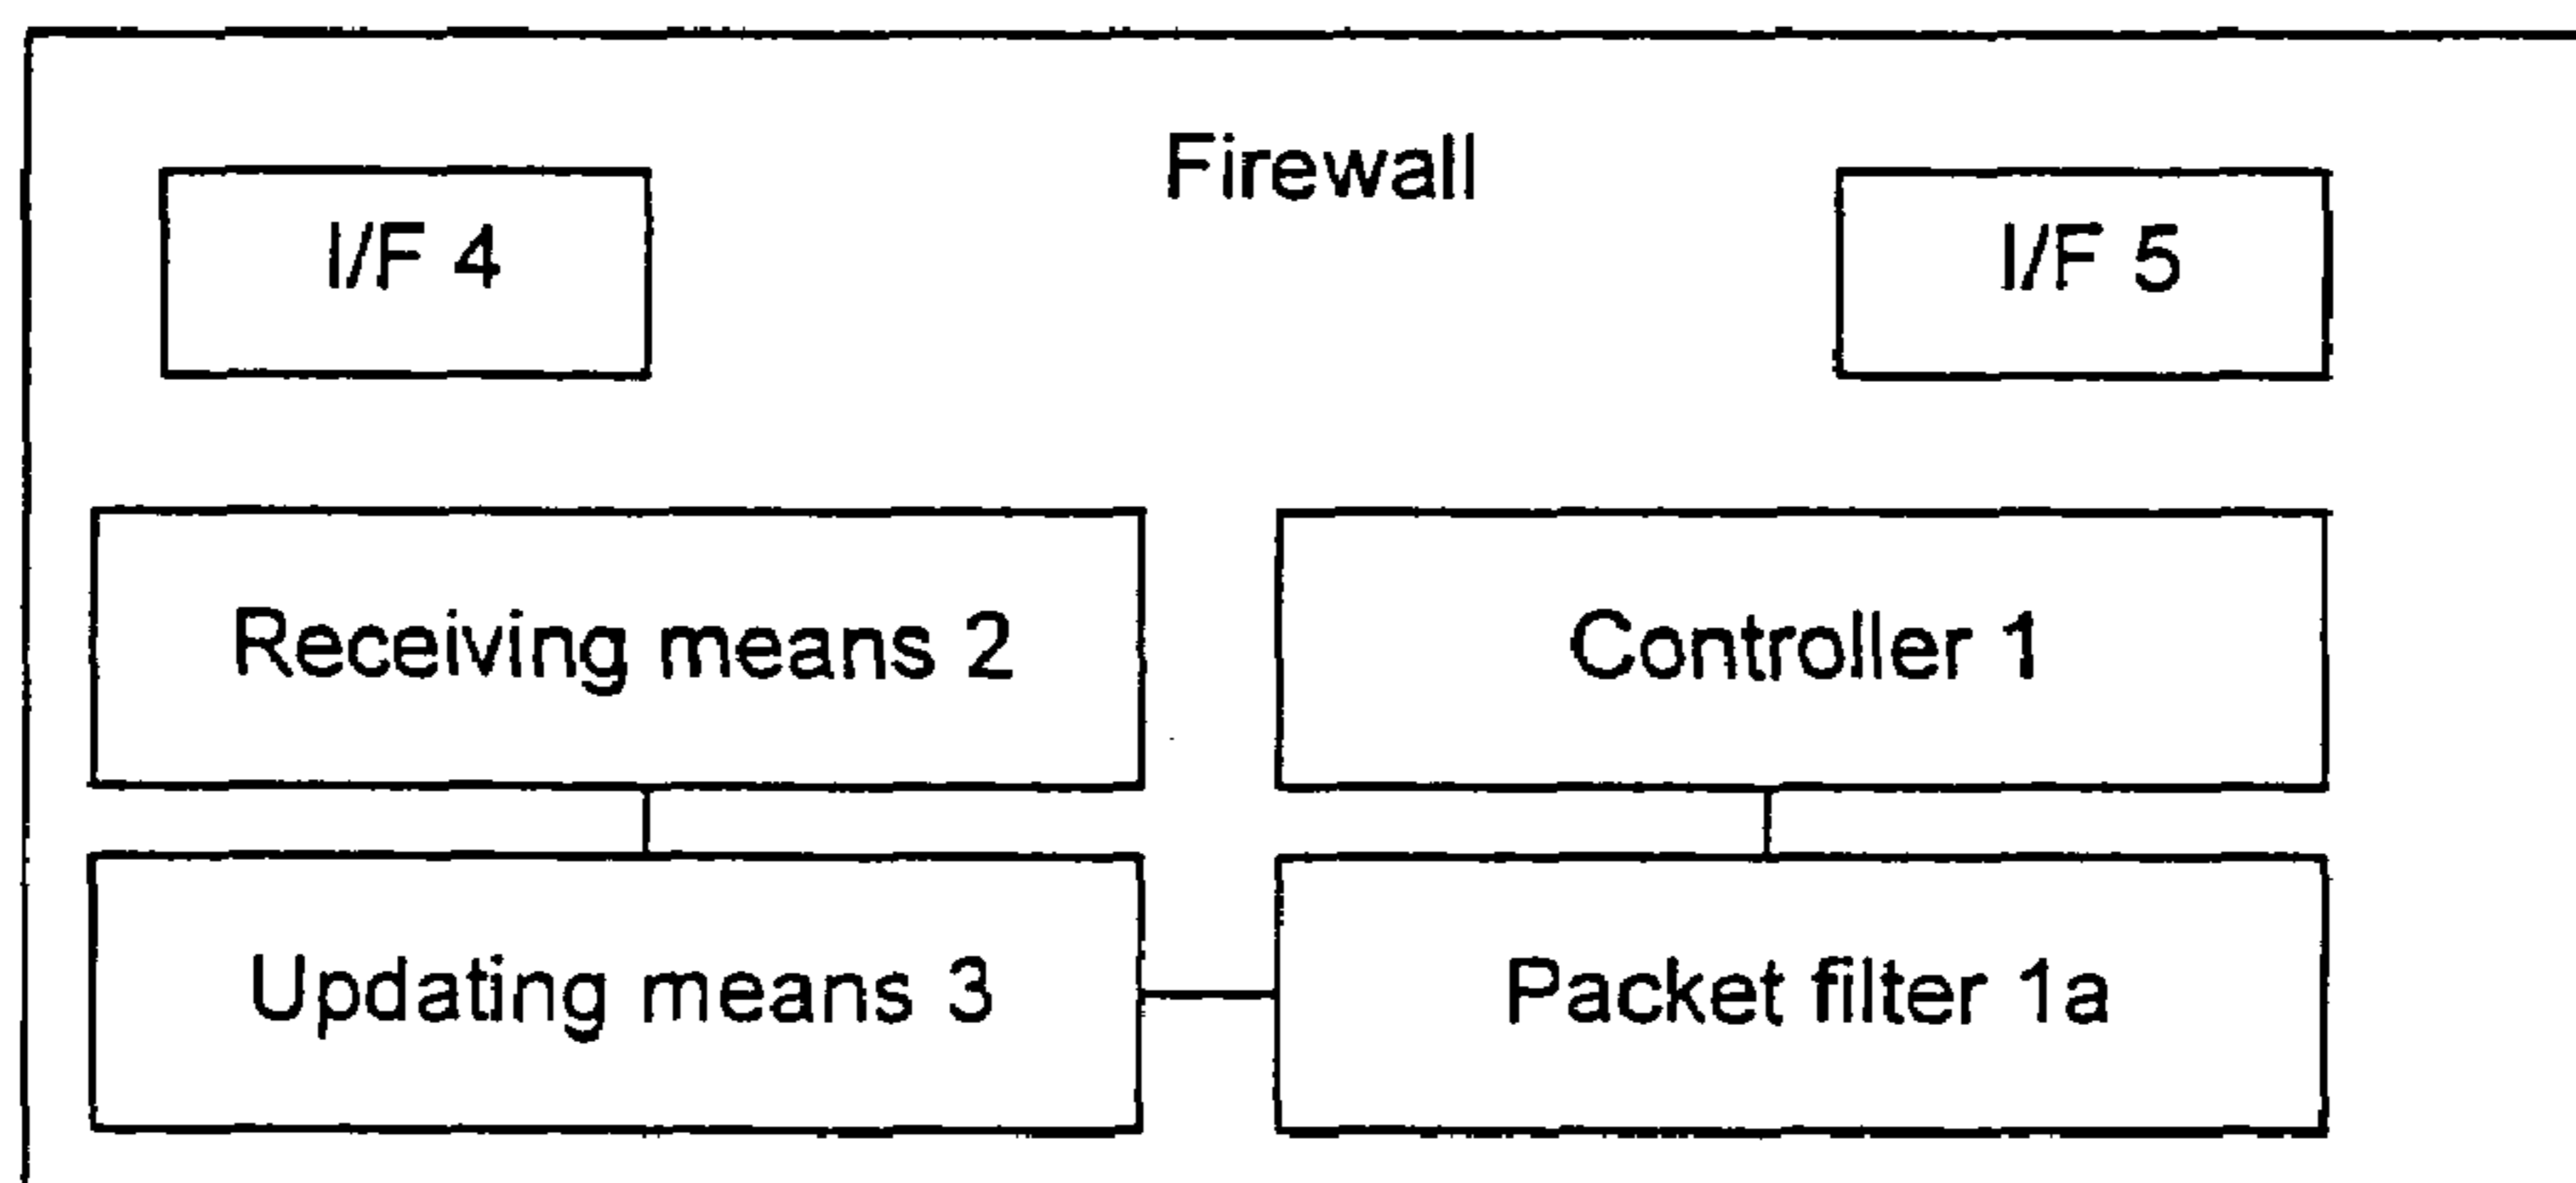 Firewall
I/F 4
I/F 5
Receiving means 2
Controller 1
Updating means 3
Packet filter 1a